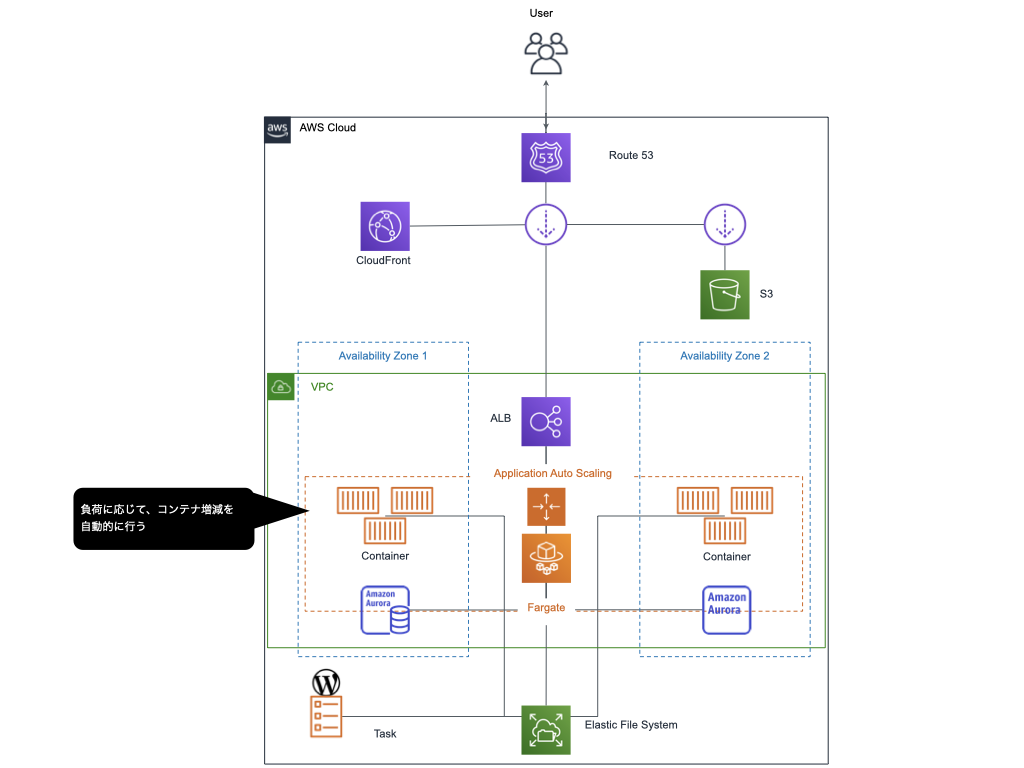 User
aws
AWS Cloud
53
Route 53
CloudFront
S3
Availability Zone 1
Availability Zone 2
VPC
ALB
Application Auto Scaling
負荷に応じて、コンテナ増減を
自動的に行う
Container
Container
Amazon
Aurora
Amazon
Aurora
Fargate
W
Task
Elastic File System